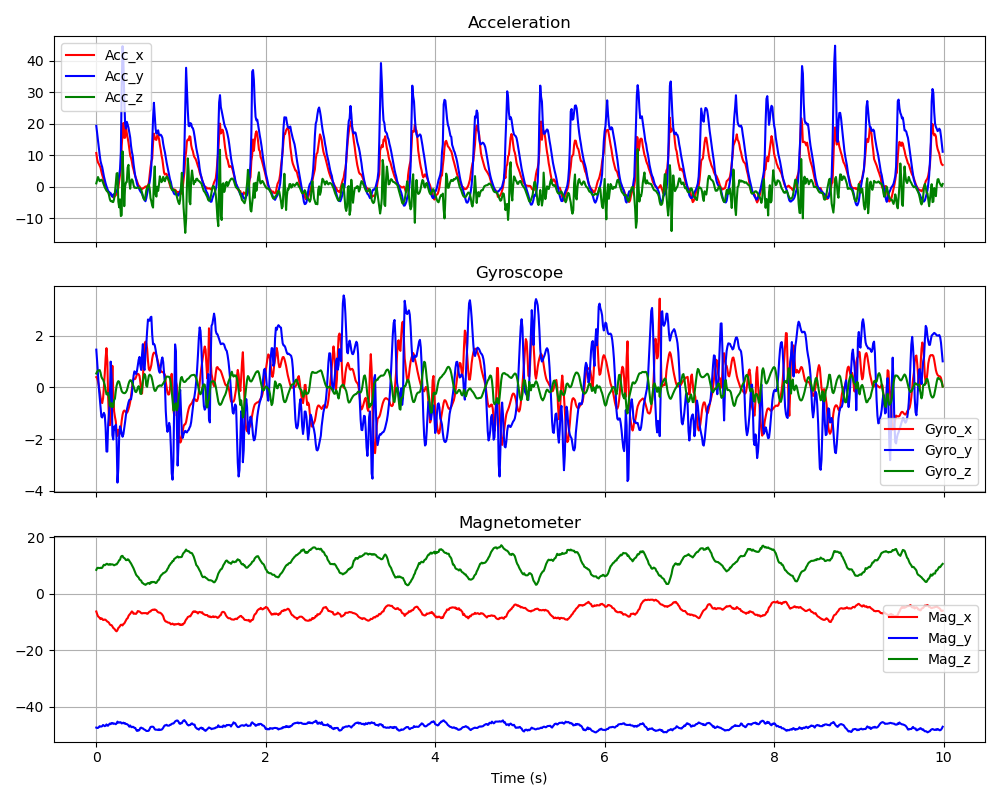 Acceleration
Acc_x
Acc_y
Acc_z
40
30
20
10
0
−10
Gyroscope
2
0
−2
−4
Gyro_x
Gyro_y
Gyro_z
Magnetometer
20
0
−20
−40
Mag_x
Mag_y
Mag_z
0 2 4 6 8 10
Time (s)